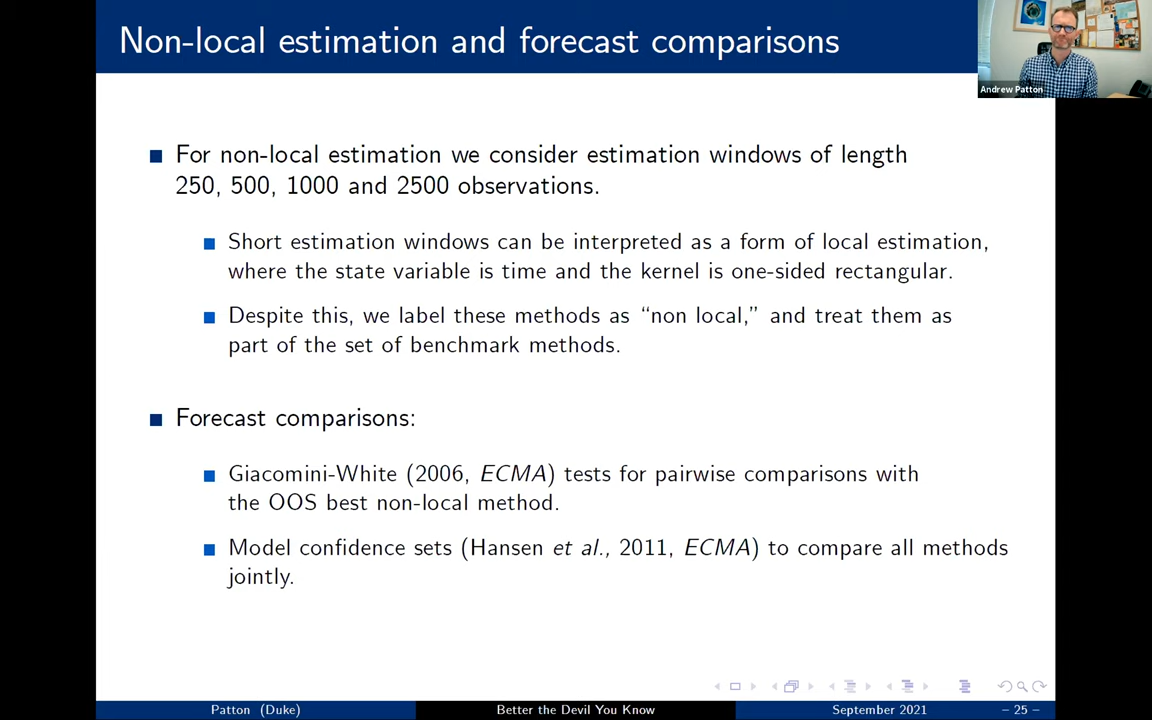 Non-local estimation and forecast comparisons
Andrew Patton
For non-local estimation we consider estimation windows of length
250, 500, 1000 and 2500 observations.
Short estimation windows can be interpreted as a form of local estimation,
where the state variable is time and the kernel is one-sided rectangular.
Despite this, we label these methods as “non local,” and treat them as
part of the set of benchmark methods.
Forecast comparisons:
Giacomini-White (2006, ECMA) tests for pairwise comparisons with
the OOS best non-local method.
Model confidence sets (Hansen et al., 2011, ECMA) to compare all methods
jointly.
Patton (Duke)
Better the Devil You Know
September 2021
– 25 –